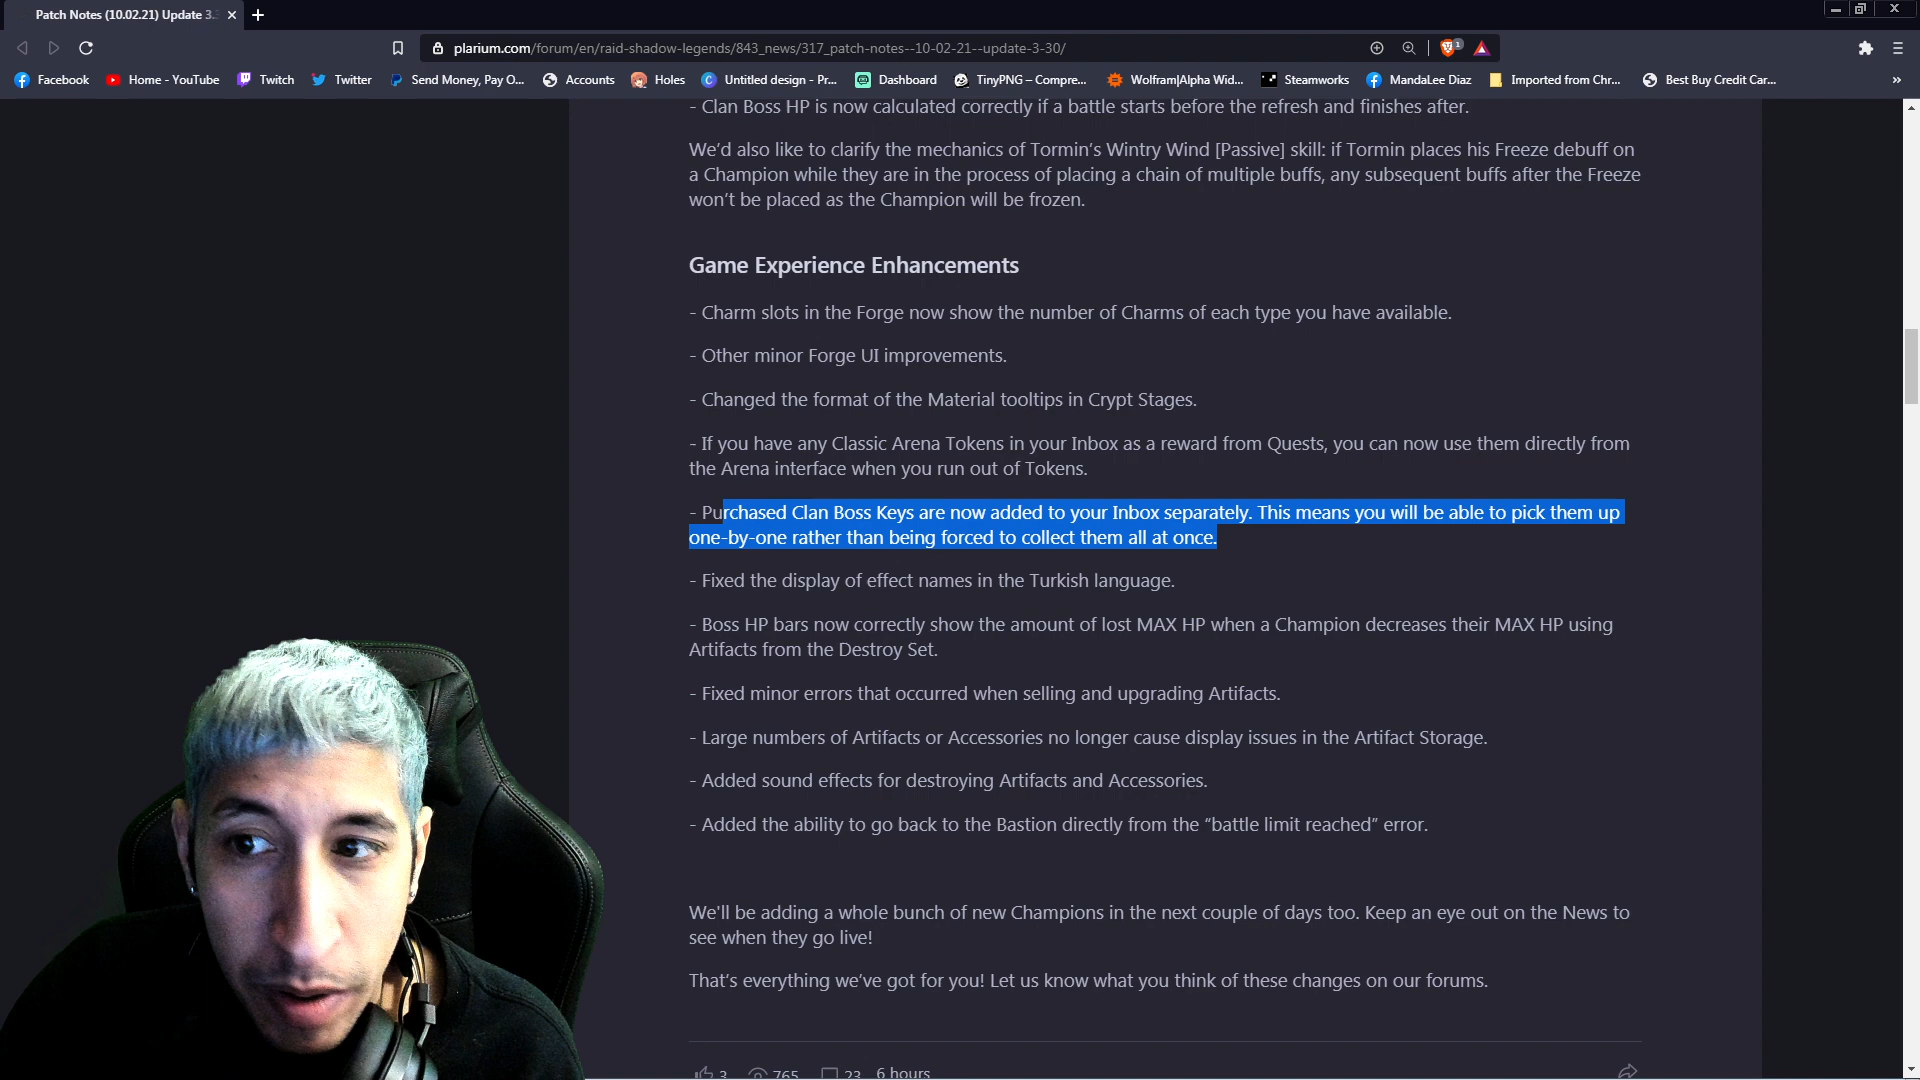 Patch Notes (10.02.21) Update 3.
plarium.com/forum/en/raid-shadow-legends/843_news/317_patch-notes--10-02-21--update-3-30/
1
Facebook
Home - YouTube
Twitch
Twitter
Send Money, Pay O...
Accounts
Holes
Untitled design - Pr...
Dashboard
TinyPNG – Compre...
Wolfram|Alpha Wid...
Steamworks
MandaLee Diaz
Imported from Chr...
Best Buy Credit Car...
- Clan Boss HP is now calculated correctly if a battle starts before the refresh and finishes after.
We’d also like to clarify the mechanics of Tormin’s Wintry Wind [Passive] skill: if Tormin places his Freeze debuff on
a Champion while they are in the process of placing a chain of multiple buffs, any subsequent buffs after the Freeze
won’t be placed as the Champion will be frozen.
Game Experience Enhancements
- Charm slots in the Forge now show the number of Charms of each type you have available.
- Other minor Forge UI improvements.
- Changed the format of the Material tooltips in Crypt Stages.
- If you have any Classic Arena Tokens in your Inbox as a reward from Quests, you can now use them directly from
the Arena interface when you run out of Tokens.
- Purchased Clan Boss Keys are now added to your Inbox separately. This means you will be able to pick them up
one-by-one rather than being forced to collect them all at once.
- Fixed the display of effect names in the Turkish language.
- Boss HP bars now correctly show the amount of lost MAX HP when a Champion decreases their MAX HP using
Artifacts from the Destroy Set.
- Fixed minor errors that occurred when selling and upgrading Artifacts.
- Large numbers of Artifacts or Accessories no longer cause display issues in the Artifact Storage.
- Added sound effects for destroying Artifacts and Accessories.
- Added the ability to go back to the Bastion directly from the “battle limit reached” error.
We'll be adding a whole bunch of new Champions in the next couple of days too. Keep an eye out on the News to
see when they go live!
That’s everything we’ve got for you! Let us know what you think of these changes on our forums.
3 765 23 6 hours